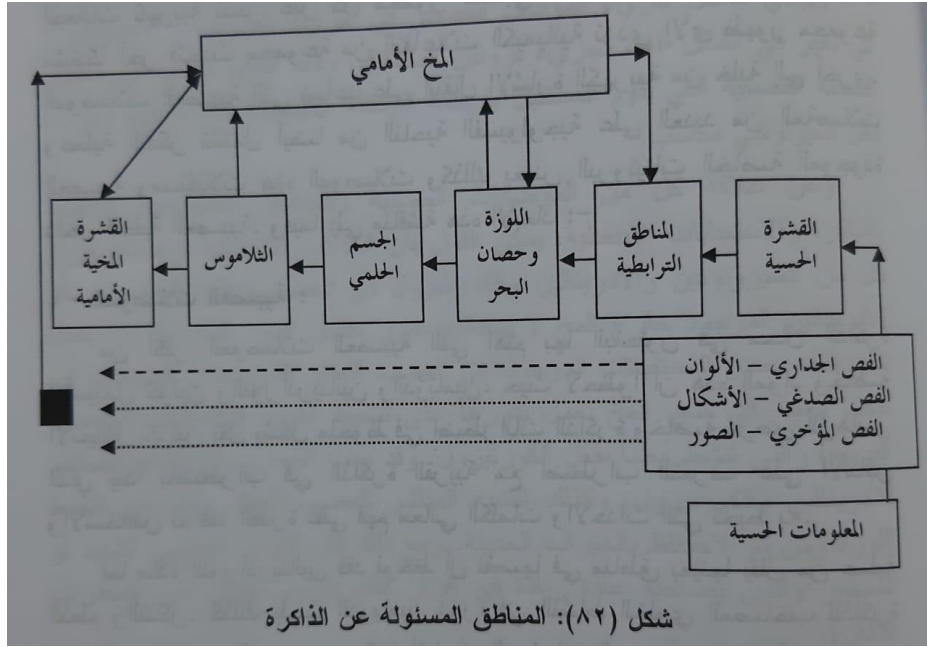 المخ الأمامي
القشرة
الحسية
المناطق
الترابطية
اللوزة
وحصان
البحر
الجسم
الحلمي
الثلاموس
القشرة
المخية
الأمامية
الفص الجداري – الألوان
الفص الصدغي – الأشكال
الفص المؤخري – الصور
المعلومات الحسية
شكل (٨٢): المناطق المسئولة عن الذاكرة